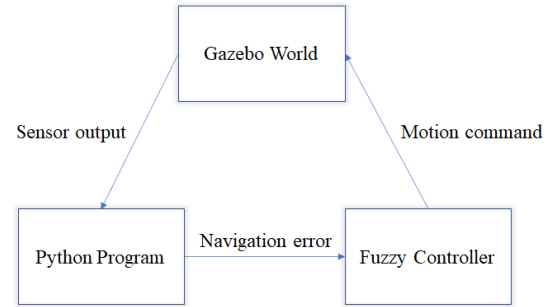 Gazebo World
Sensor output
Motion command
Navigation error
Python Program
Fuzzy Controller